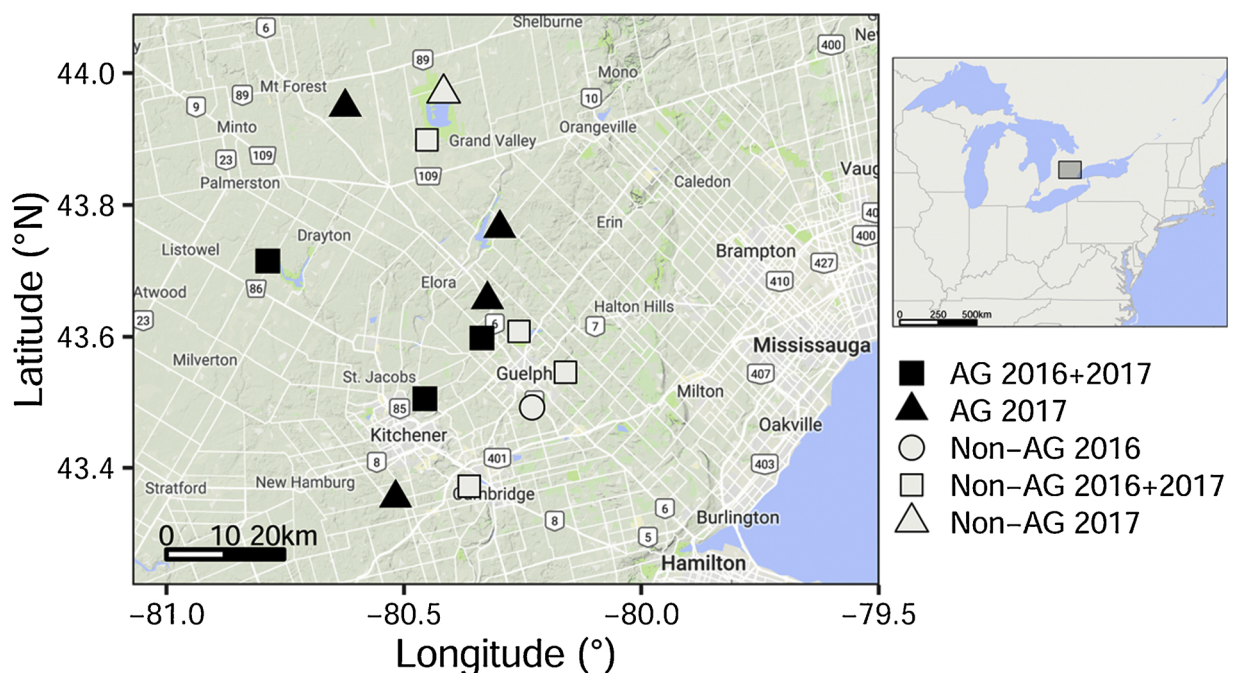 Shelburne
6
400
Ne
y
44.0
89
Mono
Mt Forest
89
10
9
Minto
Orangeville
Grand Valley
23
109
109
Vaug
Palmerston
Caledon
43.8
40
Erin
400
Listowel
Drayton
Brampton
427
86
Elora
410
Atwood
Halton Hills
23
6
7
43.6
Mississauga
Milverton
St. Jacobs
Guelph
407
Milton
85
Oakville
Kitchener
43.4
8
401
403
New Hamburg
Stratford
Cambridge
6
8
Burlington
0 10 20km
5
Hamilton
−81.0 −80.5 −80.0 −79.5
Longitude (°)
Latitude (°N)
0 250 500km
AG 2016+2017
AG 2017
Non−AG 2016
Non−AG 2016+2017
Non−AG 2017